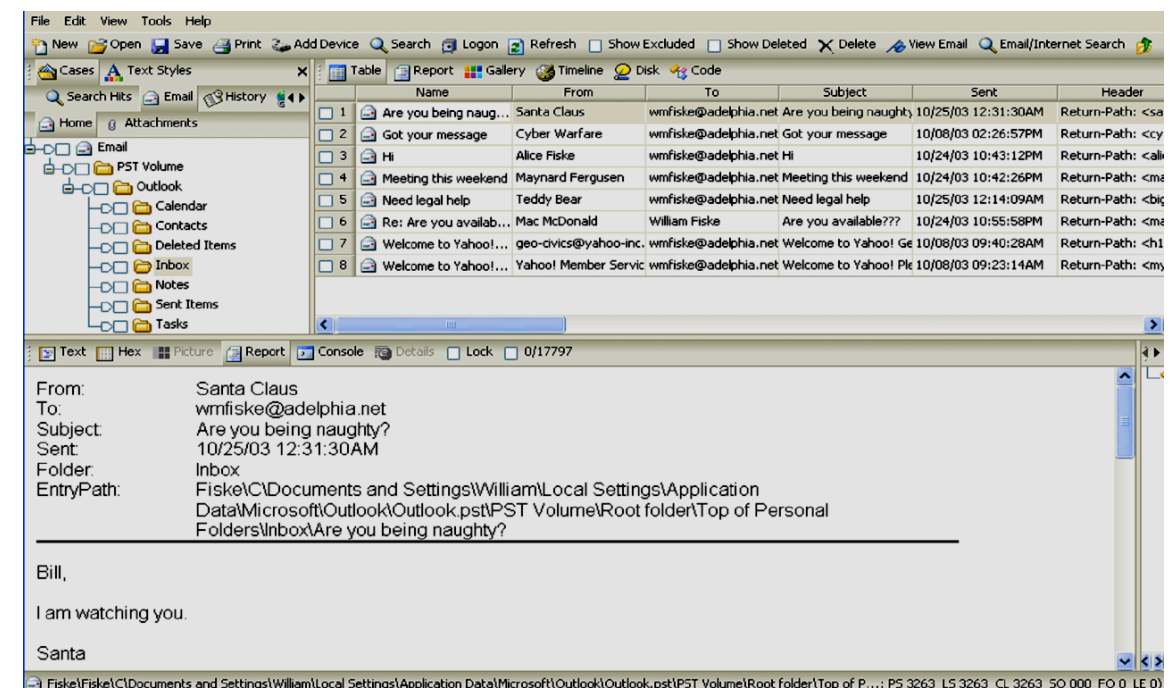 File Edit View Tools Help
New Open Save Print Add Device Search Logon Refresh Show Excluded Show Deleted Delete View Email Email/Internet Search
Cases Text Styles Table Report Gallery Timeline Disk Code
Search Hits Email History
Home Attachments
Email
PST Volume
Outlook
Calendar
Contacts
Deleted Items
Inbox
Notes
Sent Items
Tasks
Name From To Subject Sent Header
1 Are you being naug... Santa Claus wmfiske@adelphia.net Are you being naughty 10/25/03 12:31:30AM Return-Path: <sa
2 Got your message Cyber Warfare wmfiske@adelphia.net Got your message 10/08/03 02:26:57PM Return-Path: <cy
3 Hi Alice Fiske wmfiske@adelphia.net Hi 10/24/03 10:43:12PM Return-Path: <alic
4 Meeting this weekend Maynard Fergusen wmfiske@adelphia.net Meeting this weekend 10/24/03 10:42:26PM Return-Path: <ma
5 Need legal help Teddy Bear wmfiske@adelphia.net Need legal help 10/25/03 12:14:09AM Return-Path: <big
6 Re: Are you availab... Mac McDonald William Fiske Are you available??? 10/24/03 10:55:58PM Return-Path: <ma
7 Welcome to Yahoo!... geo-civics@yahoo-inc. wmfiske@adelphia.net Welcome to Yahoo! Ge 10/08/03 09:40:28AM Return-Path: <h1
8 Welcome to Yahoo!... Yahoo! Member Servic wmfiske@adelphia.net Welcome to Yahoo! Ple 10/08/03 09:23:14AM Return-Path: <my
Text Hex Picture Report Console Details Lock 0/17797
From: Santa Claus
To: wmfiske@adelphia.net
Subject: Are you being naughty?
Sent: 10/25/03 12:31:30AM
Folder: Inbox
EntryPath: Fiske\C\Documents and Settings\William\Local Settings\Application
Data\Microsoft\Outlook\Outlook.pst\PST Volume\Root folder\Top of Personal
Folders\Inbox\Are you being naughty?
Bill,
I am watching you.
Santa
Fiske\Fiske\C\Documents and Settings\William\Local Settings\Application Data\Microsoft\Outlook\Outlook.pst\PST Volume\Root folder\Top of P...: PS 3263 LS 3263 CL 3263 SO 000 FO 0 LE 0)